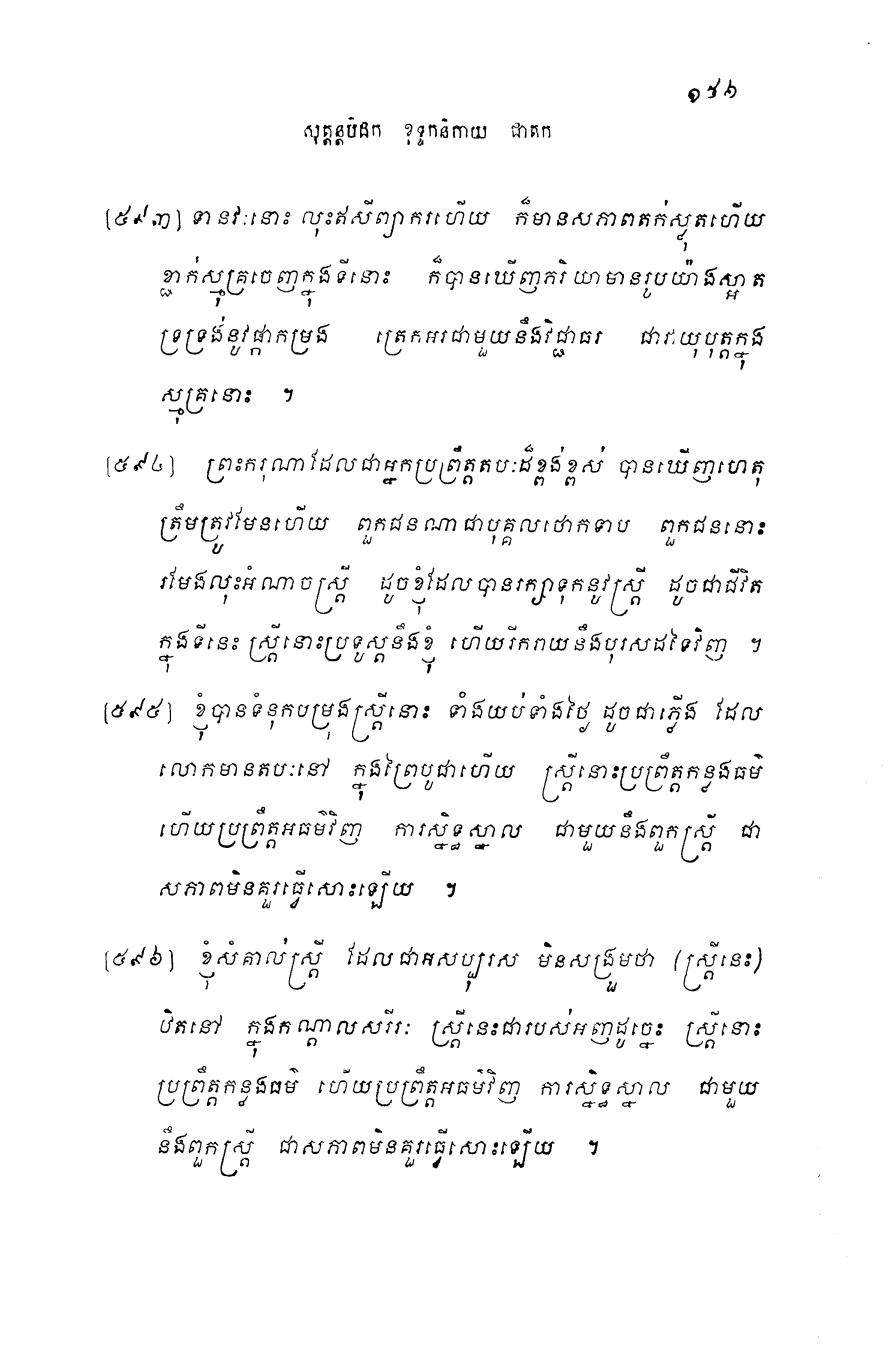 ១៨៦
សុត្តន្តបិដក ខុទ្ទកនិកាយ ជាតក
[៥៩៣] ទានវៈនោះ លុះឥសីព្យាករហើយ ក៏មានសភាពតក់ស្លុតហើយ
ខ្ជាក់ស្មុគ្រចេញក្នុងទីនោះ ក៏បានឃើញភរិយាមានរូបយ៉ាងស្អាត
ទ្រទ្រង់នូវផ្កាកម្រង ត្រេកអរជាមួយនឹងវិជ្ជាធរ ជាវាយុបុត្តក្នុង
ស្មុគ្រនោះ ។
[៥៩៤] ព្រះករុណាដែលជាអ្នកប្រព្រឹត្តតបៈដ៏ខ្ពង់ខ្ពស់ បានឃើញហេតុ
ត្រឹមត្រូវមែនហើយ ពួកជនណាជាបុគ្គលថោកទាប ពួកជននោះ
រមែងលុះអំណាចស្រ្តី ដូចខ្ញុំដែលបានរក្សាទុកនូវស្រ្តី ដូចជាជីវិត
ក្នុងទីនេះ ស្រ្តីនោះប្រទូស្តនឹងខ្ញុំ ហើយរីករាយនឹងបុរសដទៃវិញ ។
[៥៩៥] ខ្ញុំបានទំនុកបម្រុងស្រ្តីនោះ ទាំងយប់ទាំងថ្ងៃ ដូចជាភ្លើង ដែល
លោកមានតបៈនៅ ក្នុងព្រៃបូជាហើយ ស្រ្តីនោះប្រព្រឹត្តកន្លងធម៌
ហើយប្រព្រឹត្តអធម៌វិញ ការស្និទ្ធស្នាល ជាមួយនឹងពួកស្រ្តី ជា
សភាពមិនគួរធ្វើសោះឡើយ ។
[៥៩៦] ខ្ញុំសំគាល់ស្រ្តី ដែលជាអសប្បុរស មិនសង្រួមថា (ស្រ្តីនេះ)
ឋិតនៅ ក្នុងកណ្តាលសរីរៈ ស្រ្តីនេះជារបស់អញដូច្នេះ ស្រ្តីនោះ
ប្រព្រឹត្តកន្លងធម៌ ហើយប្រព្រឹត្តអធម៌វិញ ការស្និទ្ធស្នាល ជាមួយ
នឹងពួកស្រ្តី ជាសភាពមិនគួរធ្វើសោះឡើយ ។